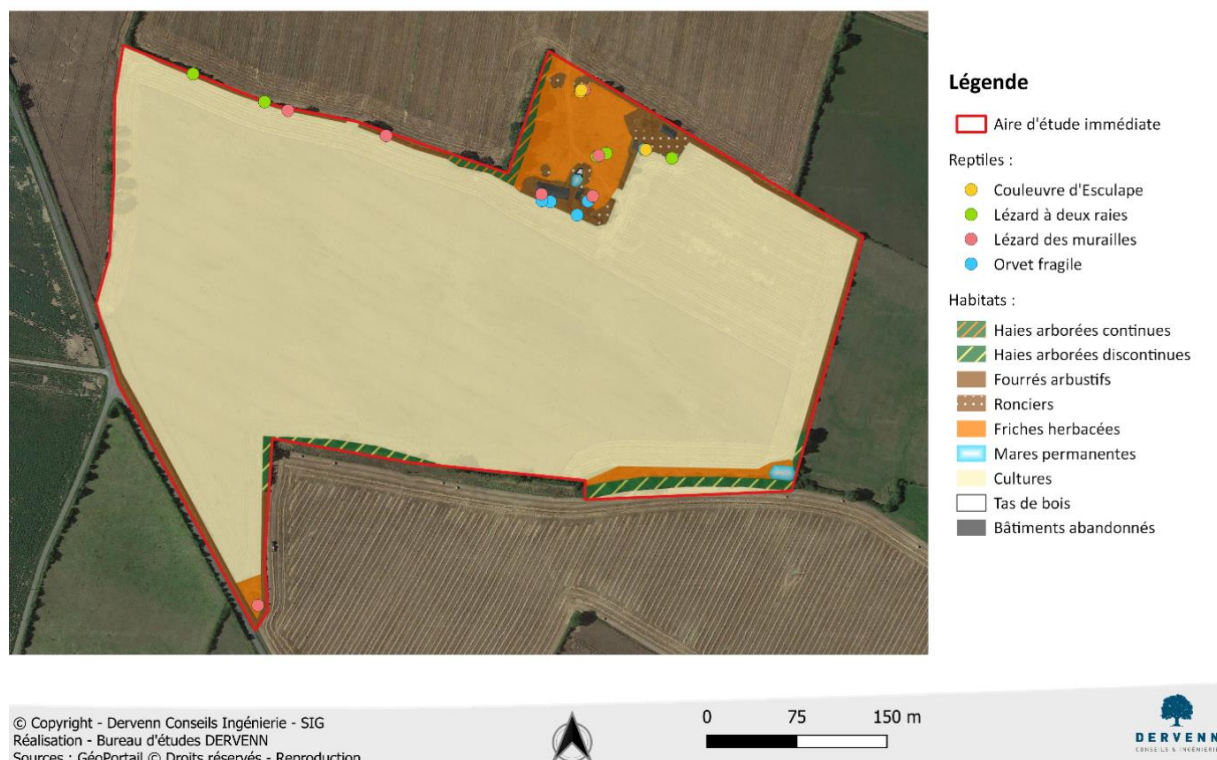 Légende
Aire d'étude immédiate
Reptiles :
Couleuvre d'Esculape
Lézard à deux raies
Lézard des murailles
Orvet fragile
Habitats :
Haies arborées continues
Haies arborées discontinues
Fourrés arbustifs
Ronciers
Friches herbacées
Mares permanentes
Cultures
Tas de bois
Bâtiments abandonnés
© Copyright - Dervenn Conseils Ingénierie - SIG
Réalisation - Bureau d'études DERVENN
Sources : GéoPortail © Droits réservés - Reproduction
0 75 150 m
DERVENN
CONSEILS & INGÉNIERIE